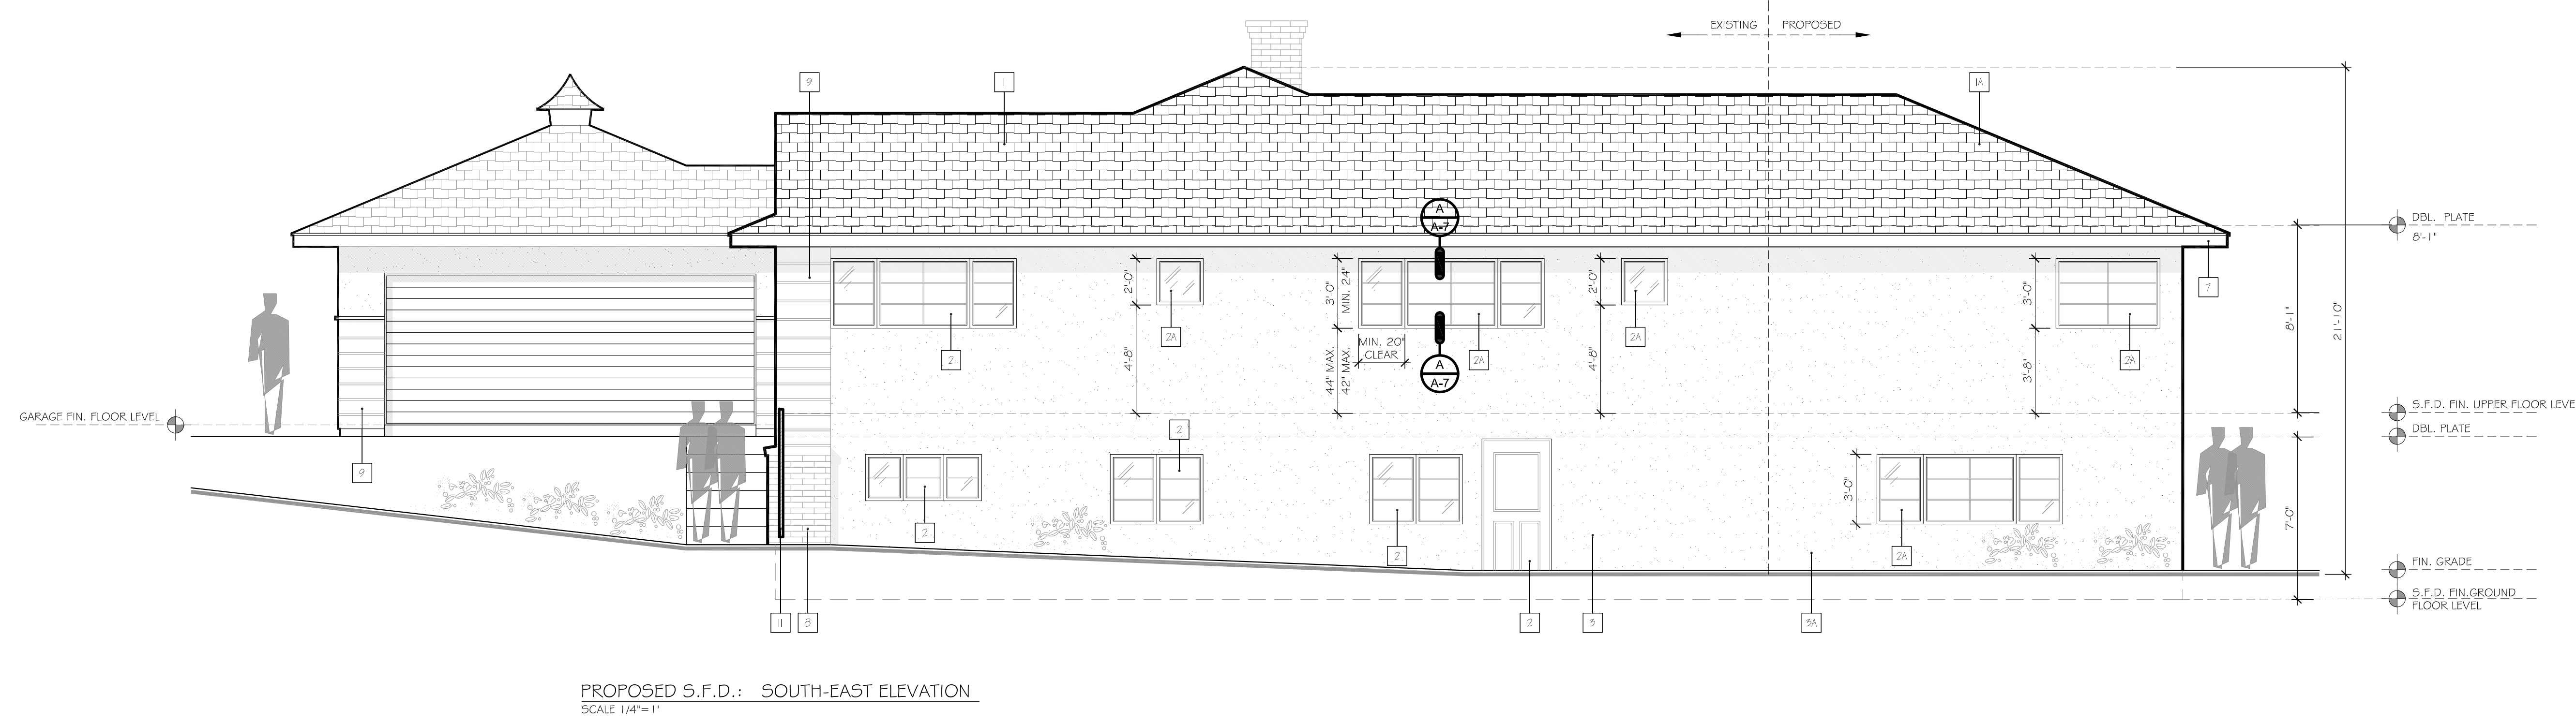 EXISTING PROPOSED
9
1
1A
A
A-7
DBL. PLATE
8'-1"
2'-0"
3'-0"
MIN. 24"
2'-0"
3'-0"
7
8'-1"
21'-10"
2A
2
2A
2A
2A
MIN. 20"
CLEAR
4'-8"
44" MAX.
42" MAX.
4'-8"
3'-8"
A
A-7
GARAGE FIN. FLOOR LEVEL
S.F.D. FIN. UPPER FLOOR LEVE
DBL. PLATE
9
2
2
2
3'-0"
2A
7'-0"
FIN. GRADE
S.F.D. FIN.GROUND
FLOOR LEVEL
11
8
2
3
3A
PROPOSED S.F.D.: SOUTH-EAST ELEVATION
SCALE 1/4"=1'